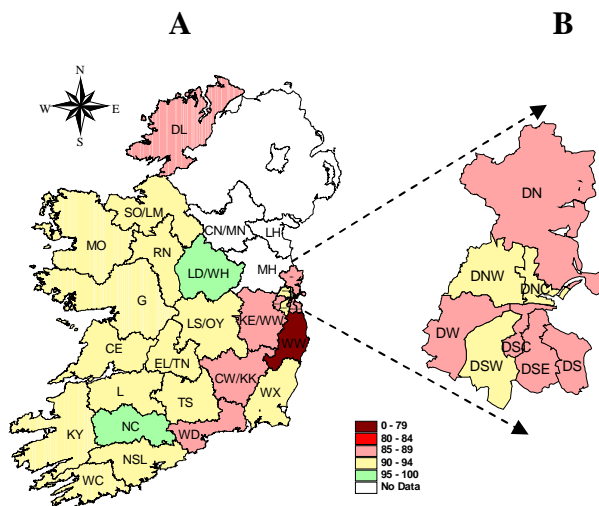 A
B
N
W E
S
DL
DN
SO/LM
CN/MN
LH
MO
RN
LD/WH
MH
DNW
DNC
G
LS/OY
KE/WW
DW
DSC
CE
WW
DSW
DSE
DS
EL/TN
CW/KK
L
TS
WX
NC
WD
KY
NSL
WC
0 - 79
80 - 84
85 - 89
90 - 94
95 - 100
No Data